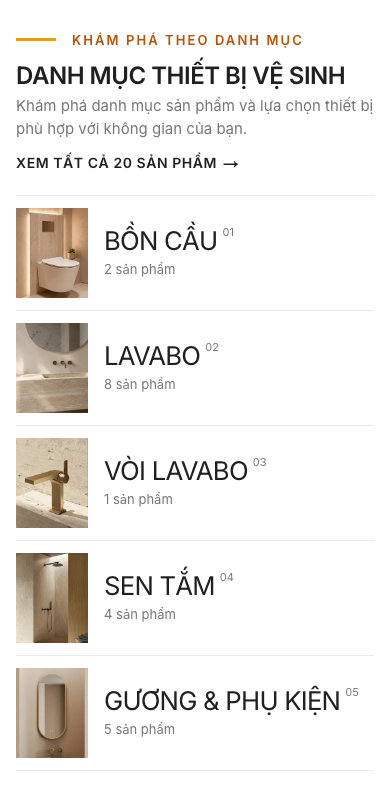 KHÁM PHÁ THEO DANH MỤC
DANH MỤC THIẾT BỊ VỆ SINH
Khám phá danh mục sản phẩm và lựa chọn thiết bị
phù hợp với không gian của bạn.
XEM TẤT CẢ 20 SẢN PHẨM →
BỒN CẦU 01
2 sản phẩm
LAVABO 02
8 sản phẩm
VÒI LAVABO 03
1 sản phẩm
SEN TẮM 04
4 sản phẩm
GƯƠNG & PHỤ KIỆN 05
5 sản phẩm